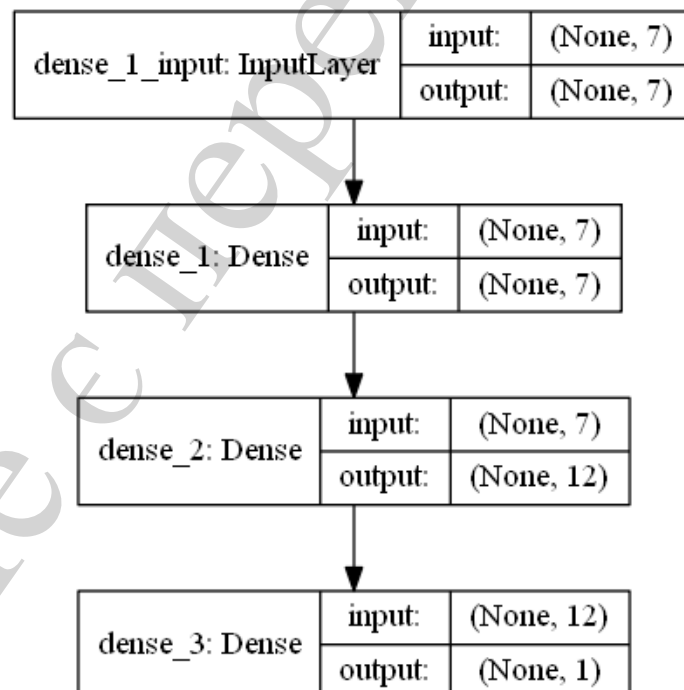 dense_1_input: InputLayer input: (None, 7)
output: (None, 7)
dense_1: Dense input: (None, 7)
output: (None, 7)
dense_2: Dense input: (None, 7)
output: (None, 12)
dense_3: Dense input: (None, 12)
output: (None, 1)
не є